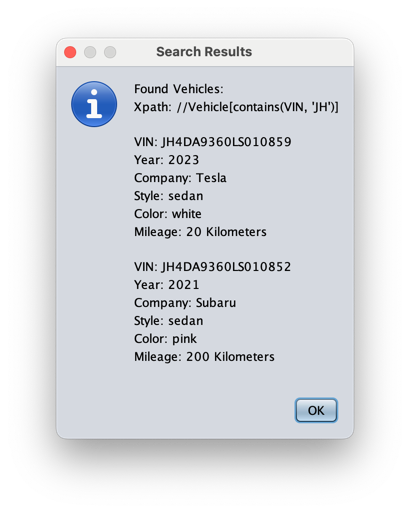 Search Results
Found Vehicles:
Xpath: //Vehicle[contains(VIN, 'JH')]
VIN: JH4DA9360LS010859
Year: 2023
Company: Tesla
Style: sedan
Color: white
Mileage: 20 Kilometers
VIN: JH4DA9360LS010852
Year: 2021
Company: Subaru
Style: sedan
Color: pink
Mileage: 200 Kilometers
OK